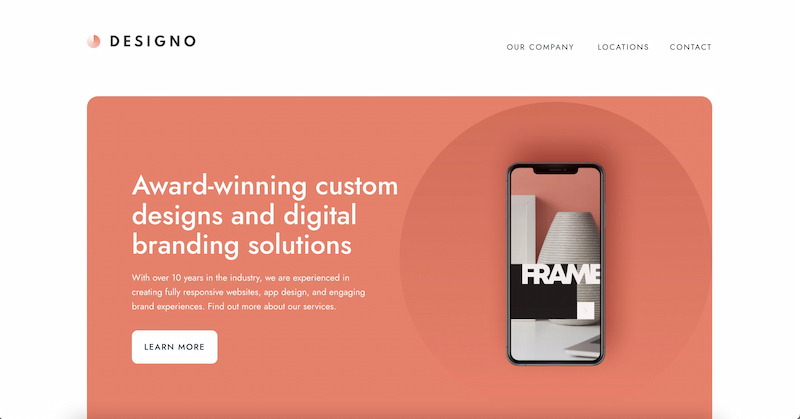 DESIGNO
OUR COMPANY
LOCATIONS
CONTACT
Award-winning custom
designs and digital
branding solutions
With over 10 years in the industry, we are experienced in
creating fully responsive websites, app design, and engaging
brand experiences. Find out more about our services.
LEARN MORE
FRAME